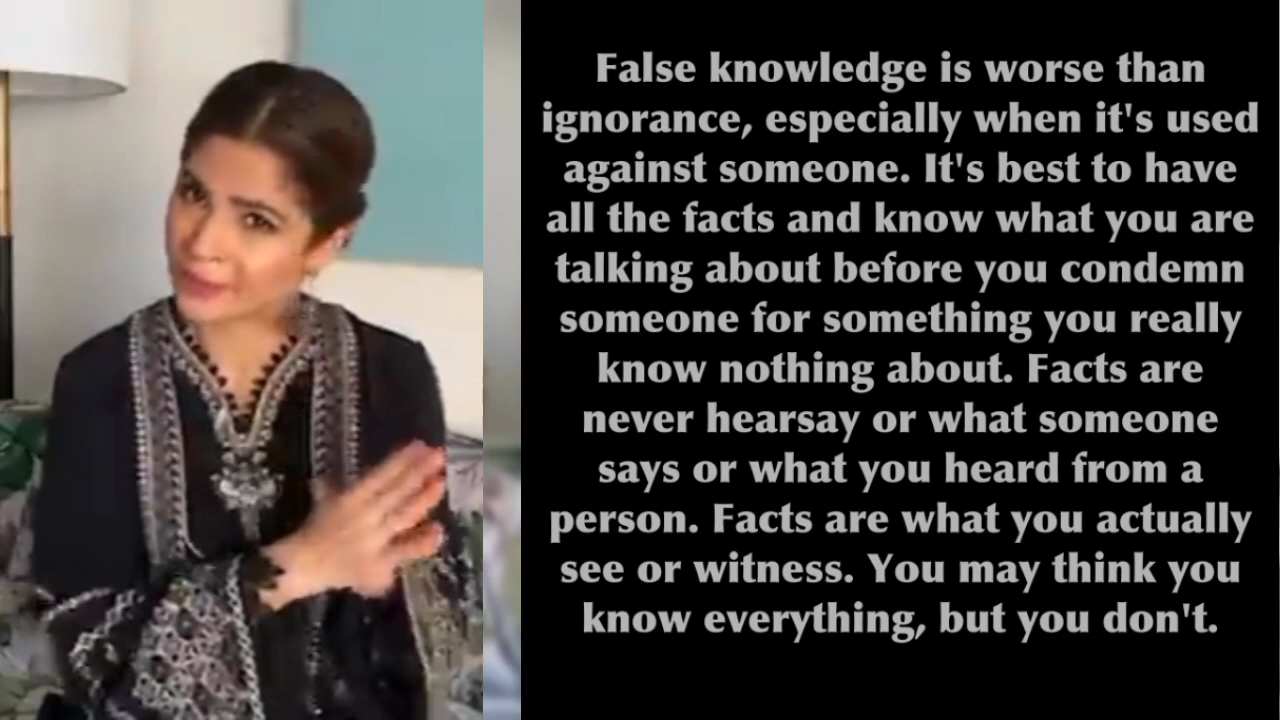 False knowledge is worse than
ignorance, especially when it's used
against someone. It's best to have
all the facts and know what you are
talking about before you condemn
someone for something you really
know nothing about. Facts are
never hearsay or what someone
says or what you heard from a
person. Facts are what you actually
see or witness. You may think you
know everything, but you don't.